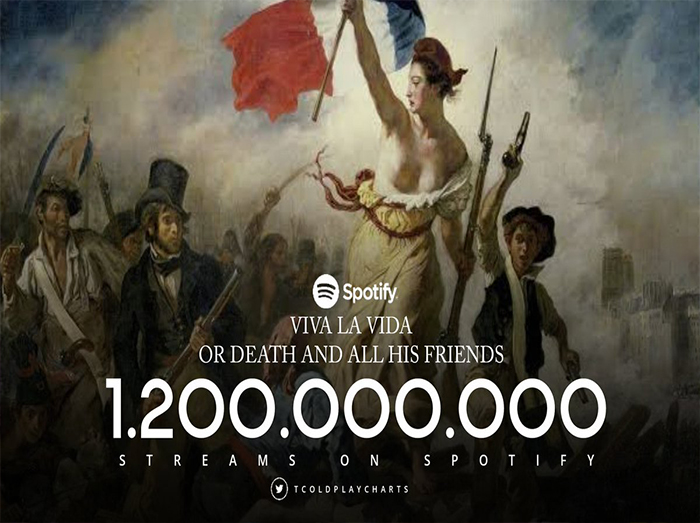 Spotify
VIVA LA VIDA
OR DEATH AND ALL HIS FRIENDS
1.200.000.000
STREAMS ON SPOTIFY
TCOLDPLAYCHARTS